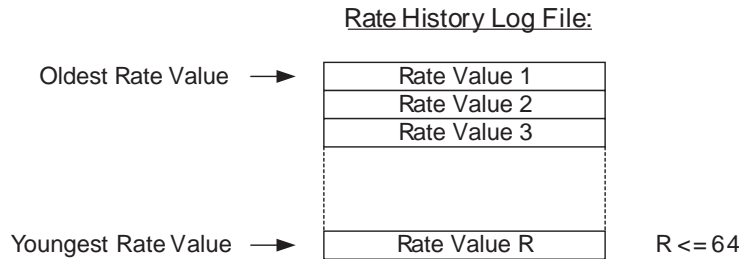 Rate History Log File:
Oldest Rate Value Rate Value 1
Rate Value 2
Rate Value 3
Youngest Rate Value Rate Value R R <= 64